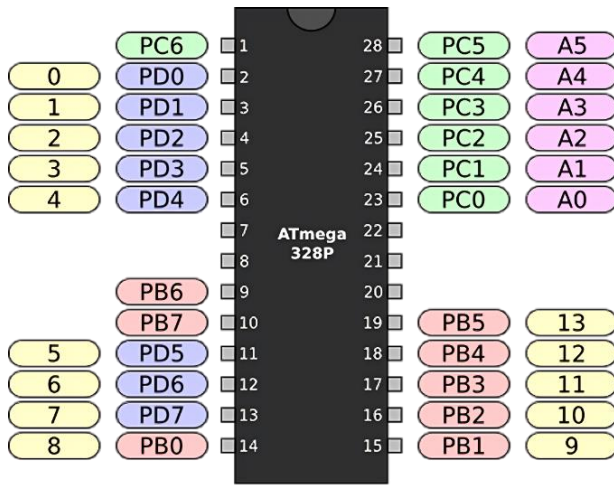 PC6 1 28 PC5 A5
0 PD0 2 27 PC4 A4
1 PD1 3 26 PC3 A3
2 PD2 4 25 PC2 A2
3 PD3 5 24 PC1 A1
4 PD4 6 23 PC0 A0
7 22
ATmega
328P
8 21
PB6 9 20
PB7 10 19 PB5 13
5 PD5 11 18 PB4 12
6 PD6 12 17 PB3 11
7 PD7 13 16 PB2 10
8 PB0 14 15 PB1 9